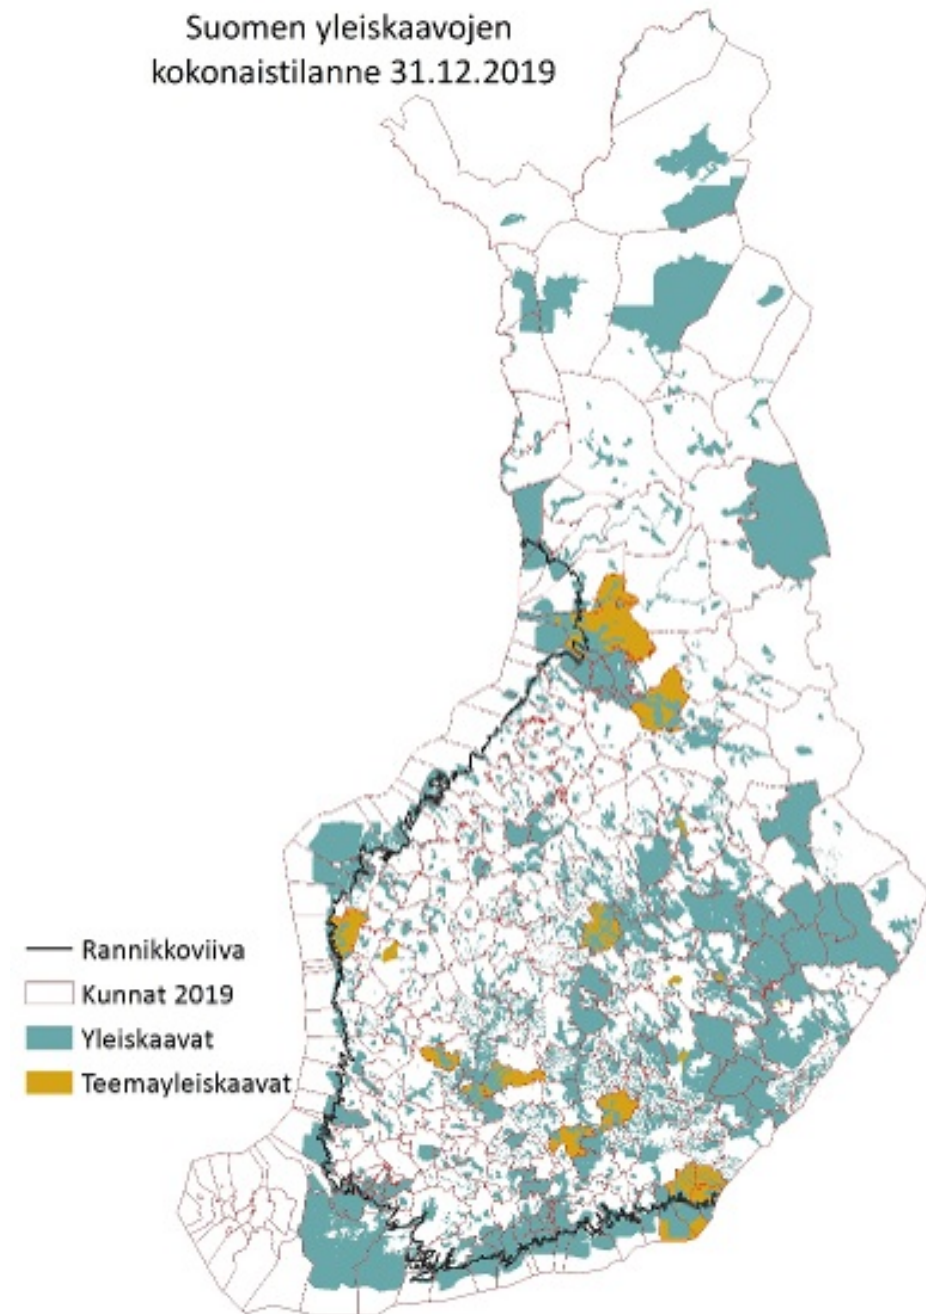 Suomen yleiskaavojen
kokonaistilanne 31.12.2019
Rannikkoviiva
Kunnat 2019
Yleiskaavat
Teemayleiskaavat